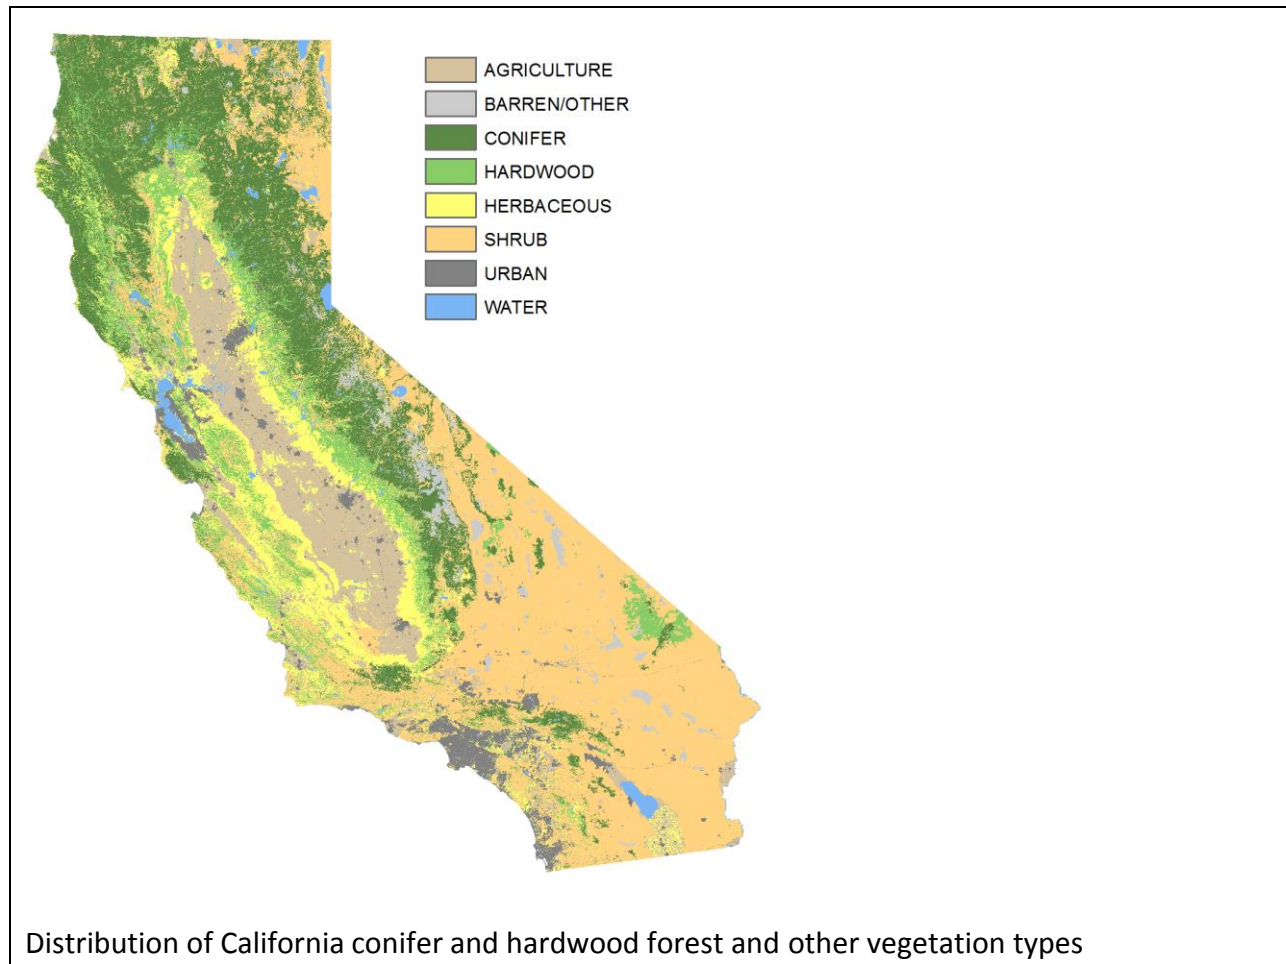 AGRICULTURE
BARREN/OTHER
CONIFER
HARDWOOD
HERBACEOUS
SHRUB
URBAN
WATER
Distribution of California conifer and hardwood forest and other vegetation types